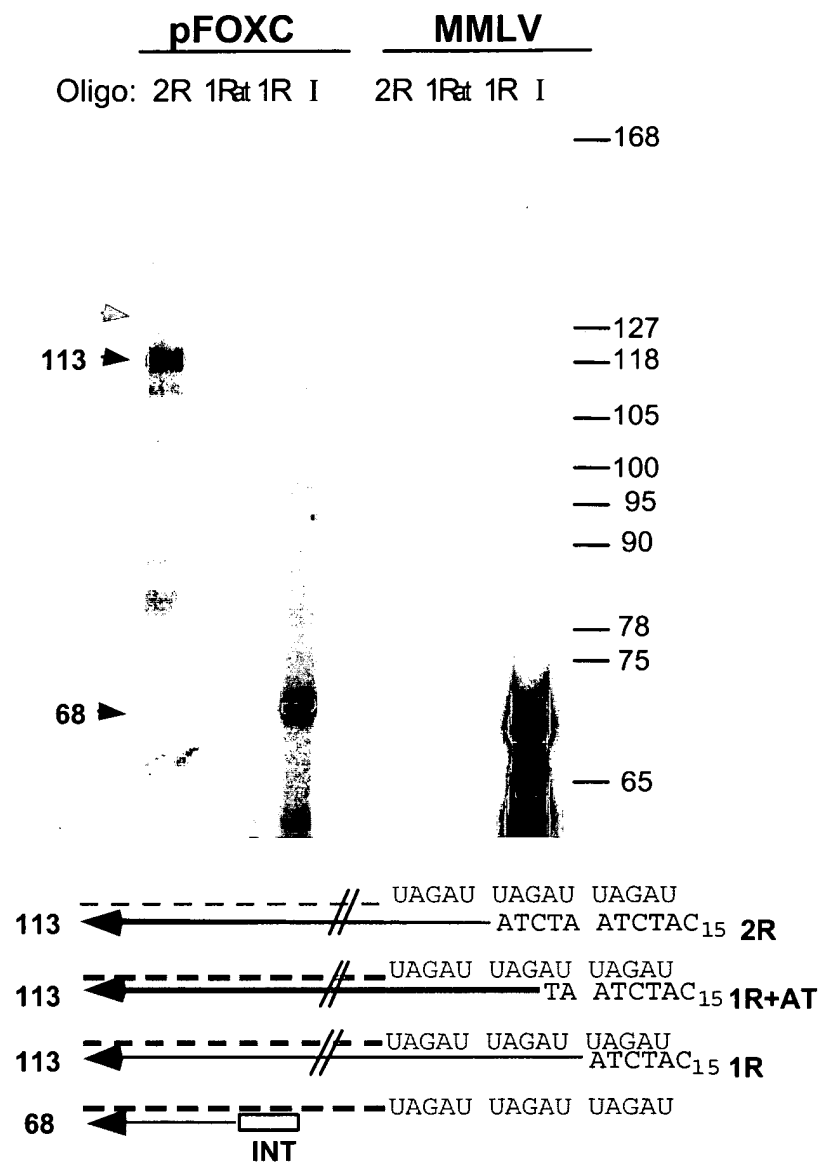 pFOXC MMLV
Oligo: 2R 1Rat 1R I 2R 1Rat 1R I
168
127
113 118
105
100
95
90
78
75
68
65
UAGAU UAGAU UAGAU
113 ATCTA ATCTAC15 2R
UAGAU UAGAU UAGAU
113 TA ATCTAC15 1R+AT
UAGAU UAGAU UAGAU
113 ATCTAC15 1R
UAGAU UAGAU UAGAU
68
INT